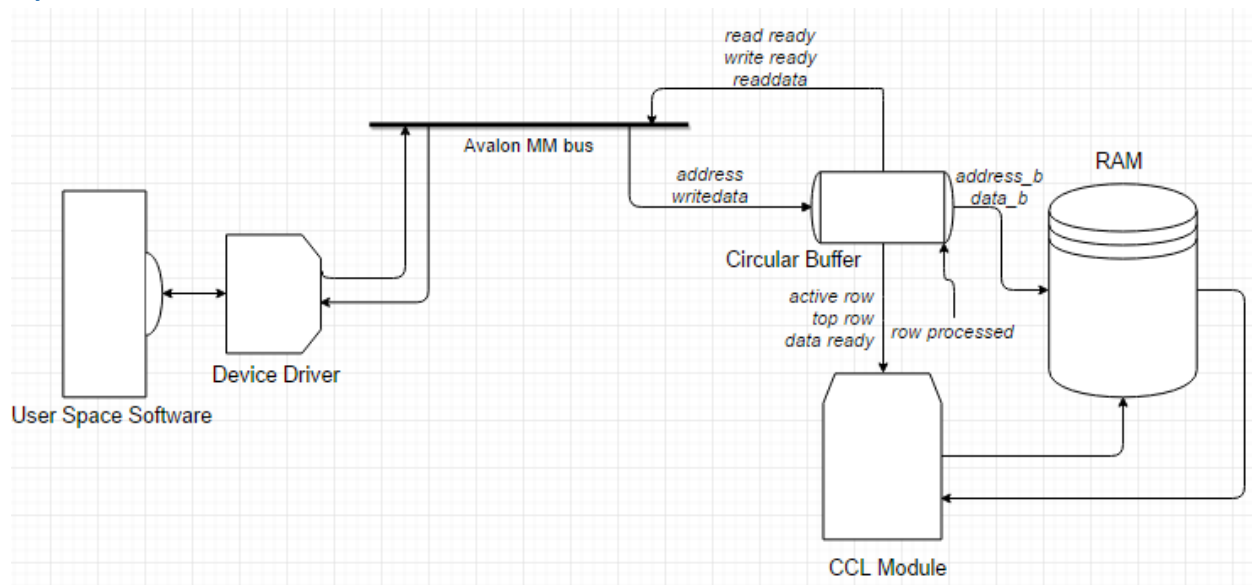 read ready
write ready
readdata
Avalon MM bus
address
writedata
address_b
data_b
RAM
Circular Buffer
active row
top row
data ready
row processed
Device Driver
User Space Software
CCL Module